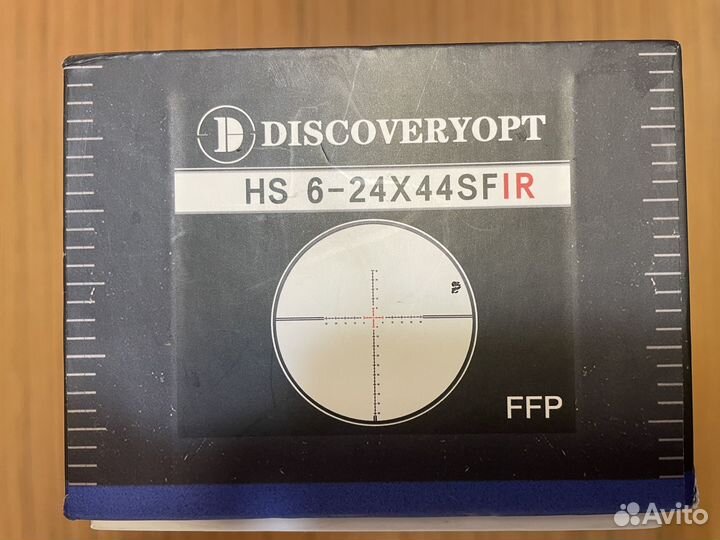 DISCOVERYOPT
HS 6-24X44SFIR
FFP
Avito